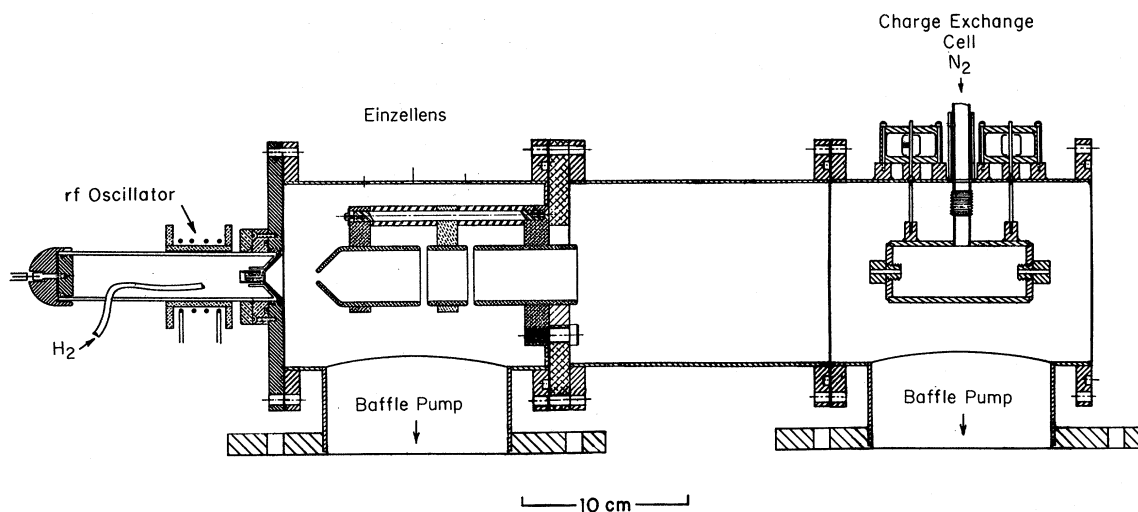 Charge Exchange
Cell
N2
Einzellens
rf Oscillator
H2
Baffle Pump
Baffle Pump
10 cm